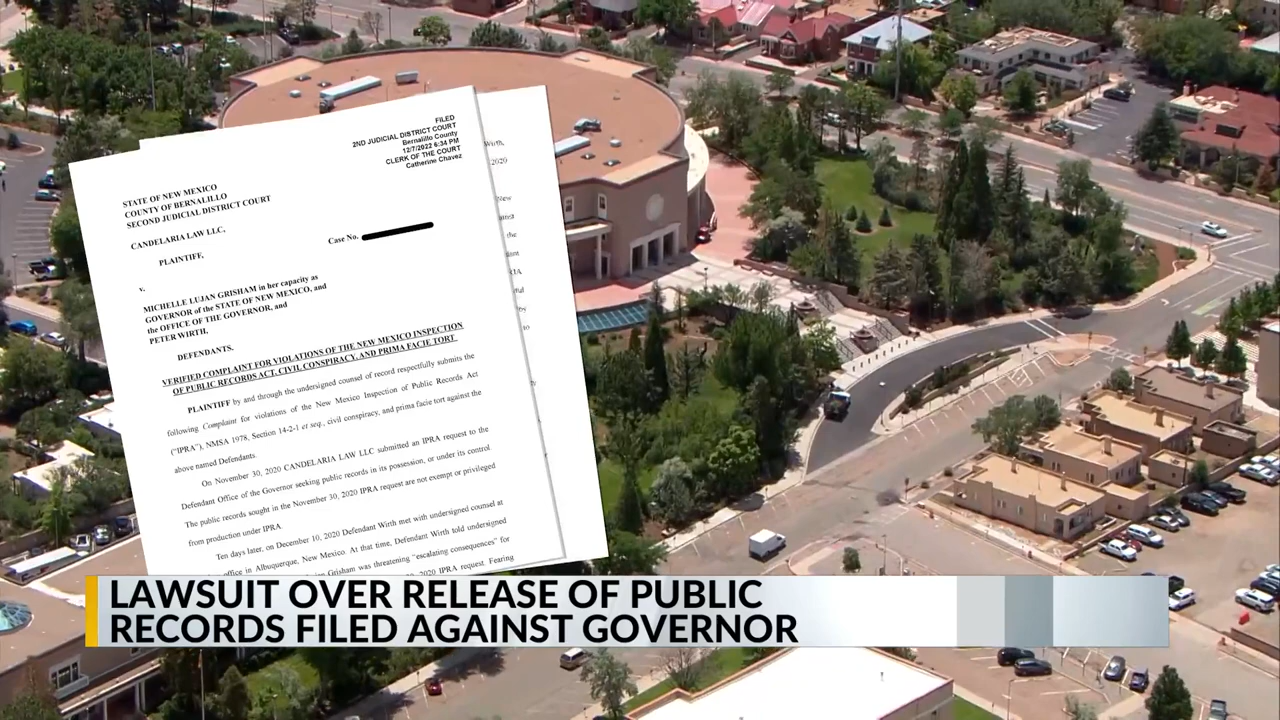 FILED
2ND JUDICIAL DISTRICT COURT
Bernalillo County
12/7/2022 6:34 PM
CLERK OF THE COURT
Catherine Chavez
STATE OF NEW MEXICO
COUNTY OF BERNALILLO
SECOND JUDICIAL DISTRICT COURT
CANDELARIA LAW LLC,
PLAINTIFF,
Case No.
v.
MICHELLE LUJAN GRISHAM in her capacity as
GOVERNOR of the STATE OF NEW MEXICO, and
the OFFICE OF THE GOVERNOR, and
PETER WIRTH,
DEFENDANTS.
VERIFIED COMPLAINT FOR VIOLATIONS OF THE NEW MEXICO INSPECTION
OF PUBLIC RECORDS ACT, CIVIL CONSPIRACY, AND PRIMA FACIE TORT
PLAINTIFF by and through the undersigned counsel of record respectfully submits the
following Complaint for violations of the New Mexico Inspection of Public Records Act
("IPRA"), NMSA 1978, Section 14-2-1 et seq., civil conspiracy, and prima facie tort against the
above named Defendants.
On November 30, 2020 CANDELARIA LAW LLC submitted an IPRA request to the
Defendant Office of the Governor seeking public records in its possession, or under its control
The public records sought in the November 30, 2020 IPRA request are not exempt or privileged
from production under IPRA.
Ten days later, on December 10, 2020 Defendant Wirth met with undersigned counsel at
office in Albuquerque, New Mexico. At that time, Defendant Wirth told undersigned
Grisham was threatening "escalating consequences" for
2020 IPRA request. Fearing
Wirth,
2020
LAWSUIT OVER RELEASE OF PUBLIC
RECORDS FILED AGAINST GOVERNOR